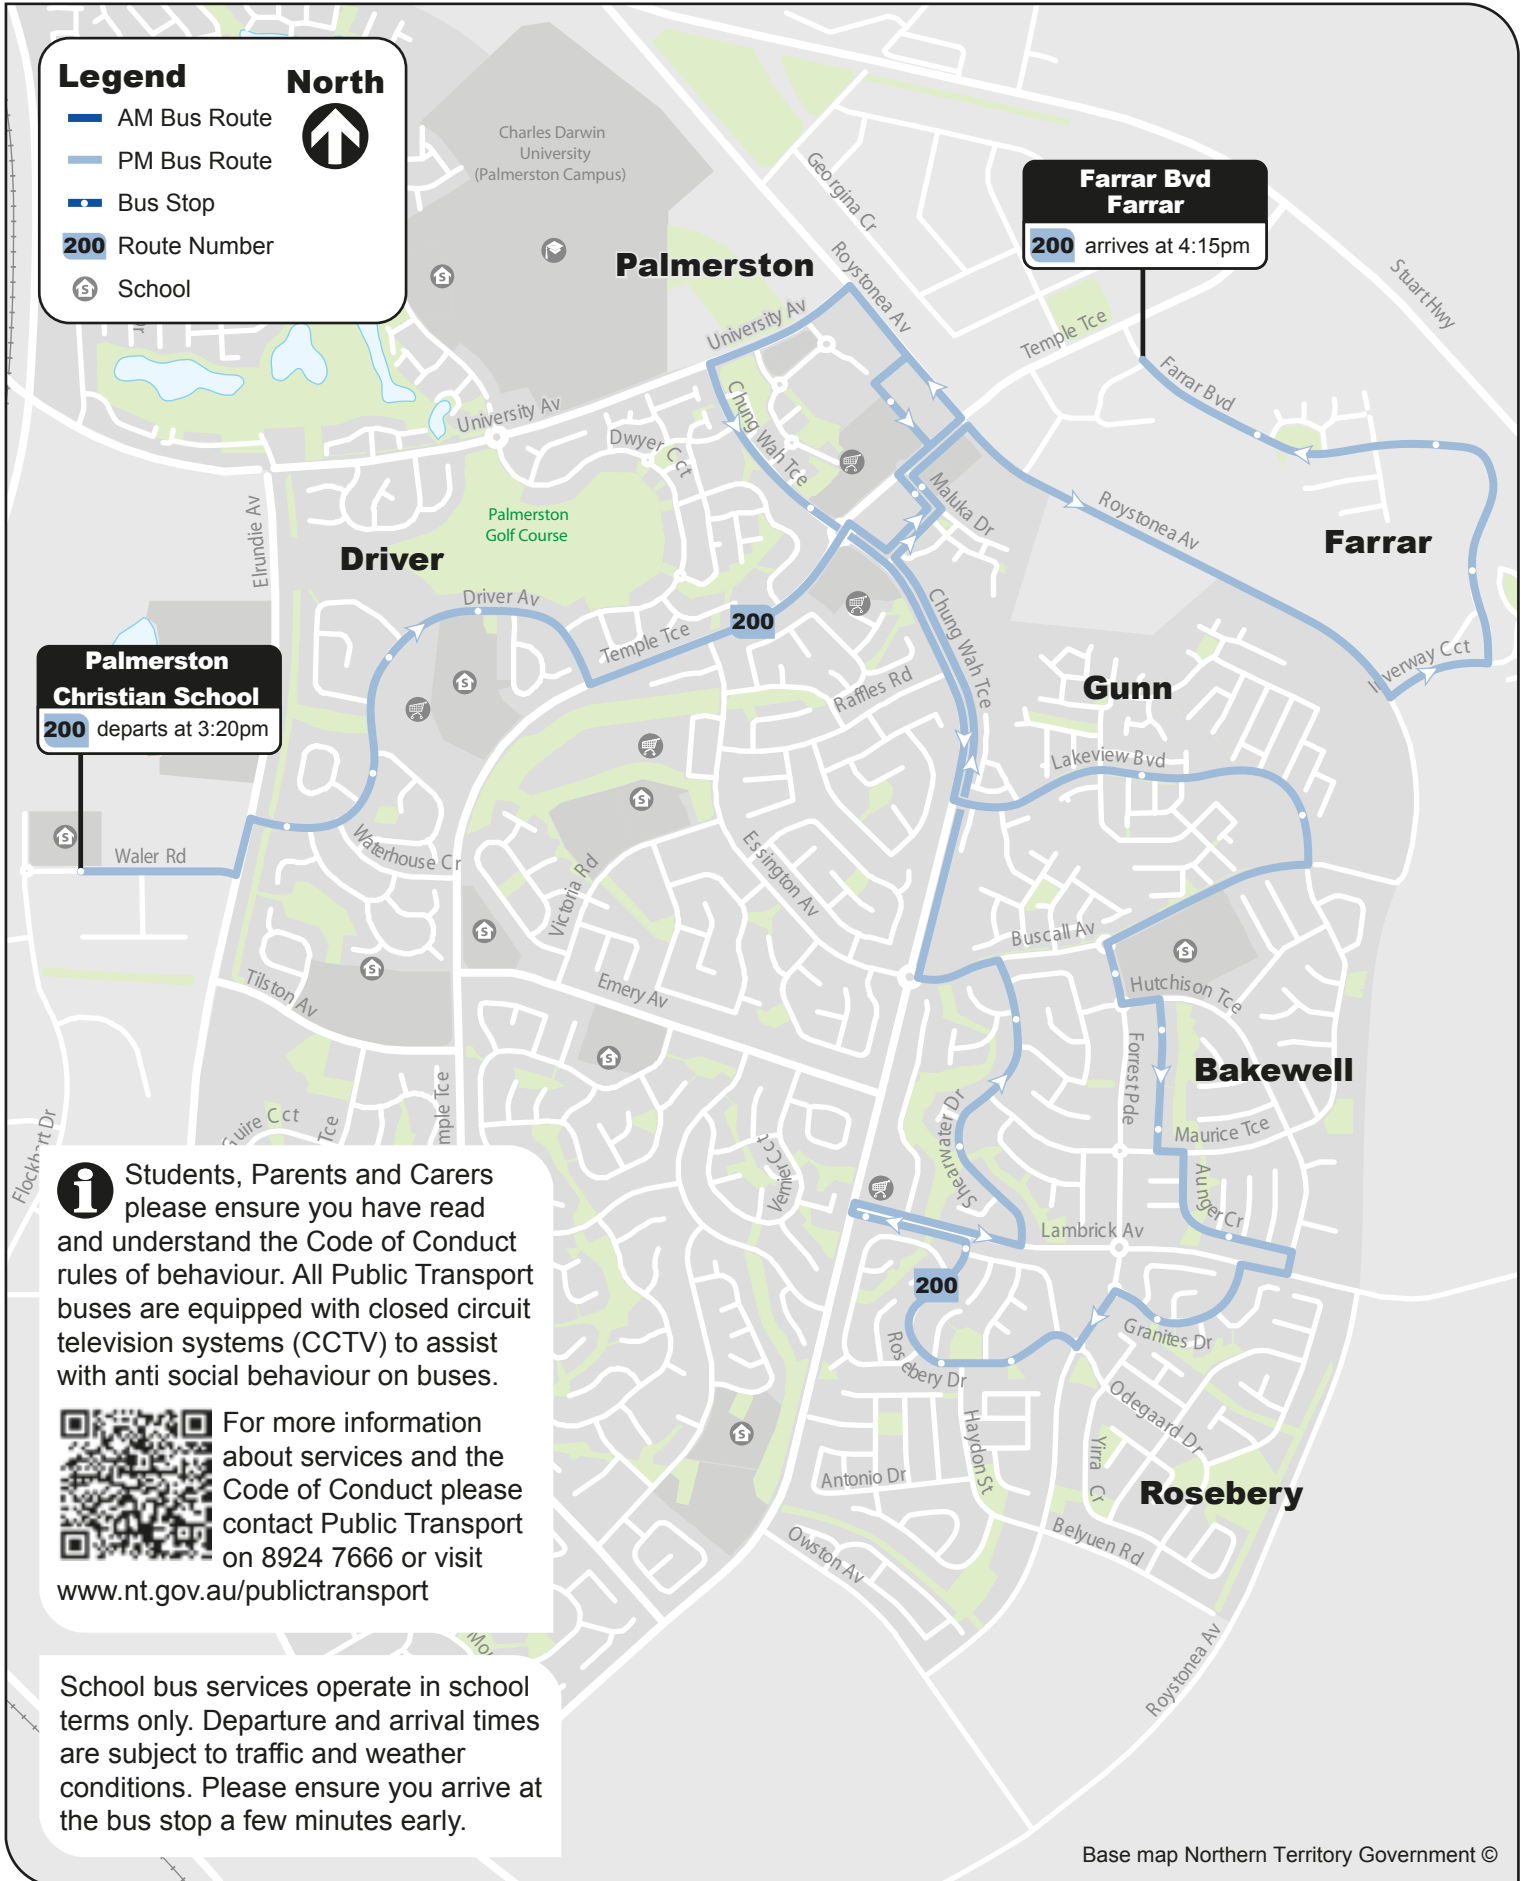 Legend
North
AM Bus Route
PM Bus Route
Bus Stop
200 Route Number
School
Charles Darwin
University
(Palmerston Campus)
Palmerston
Georgina Cr
Roystonea Av
Farrar Bvd
Farrar
200 arrives at 4:15pm
Stuart Hwy
Temple Tce
University Av
Farrar Bvd
University Av
Chung Wah Tce
Dwyer Cct
Maluka Dr
Roystonea Av
Elrundie Av
Palmerston
Golf Course
Driver
Farrar
Driver Av
Temple Tce
200
Chung Wah Tce
Inverway Cct
Palmerston
Christian School
200 departs at 3:20pm
Raffles Rd
Gunn
Lakeview Bvd
Waler Rd
Waterhouse Cr
Victoria Rd
Essington Av
Buscall Av
Tilston Av
Emery Av
Hutchison Tce
Forrest Pde
Bakewell
Flockhart Dr
uire Cct
Tce
mple Tce
Shearwater Dr
Maurice Tce
Aunger Cr
Lambrick Av
200
Granites Dr
Rosebery Dr
Odegaard Dr
Haydon St
Yirra Cr
Antonio Dr
Rosebery
Owston Av
Belyuen Rd
Roystonea Av
Students, Parents and Carers
please ensure you have read
and understand the Code of Conduct
rules of behaviour. All Public Transport
buses are equipped with closed circuit
television systems (CCTV) to assist
with anti social behaviour on buses.
For more information
about services and the
Code of Conduct please
contact Public Transport
on 8924 7666 or visit
www.nt.gov.au/publictransport
Mou
School bus services operate in school
terms only. Departure and arrival times
are subject to traffic and weather
conditions. Please ensure you arrive at
the bus stop a few minutes early.
Base map Northern Territory Government ©